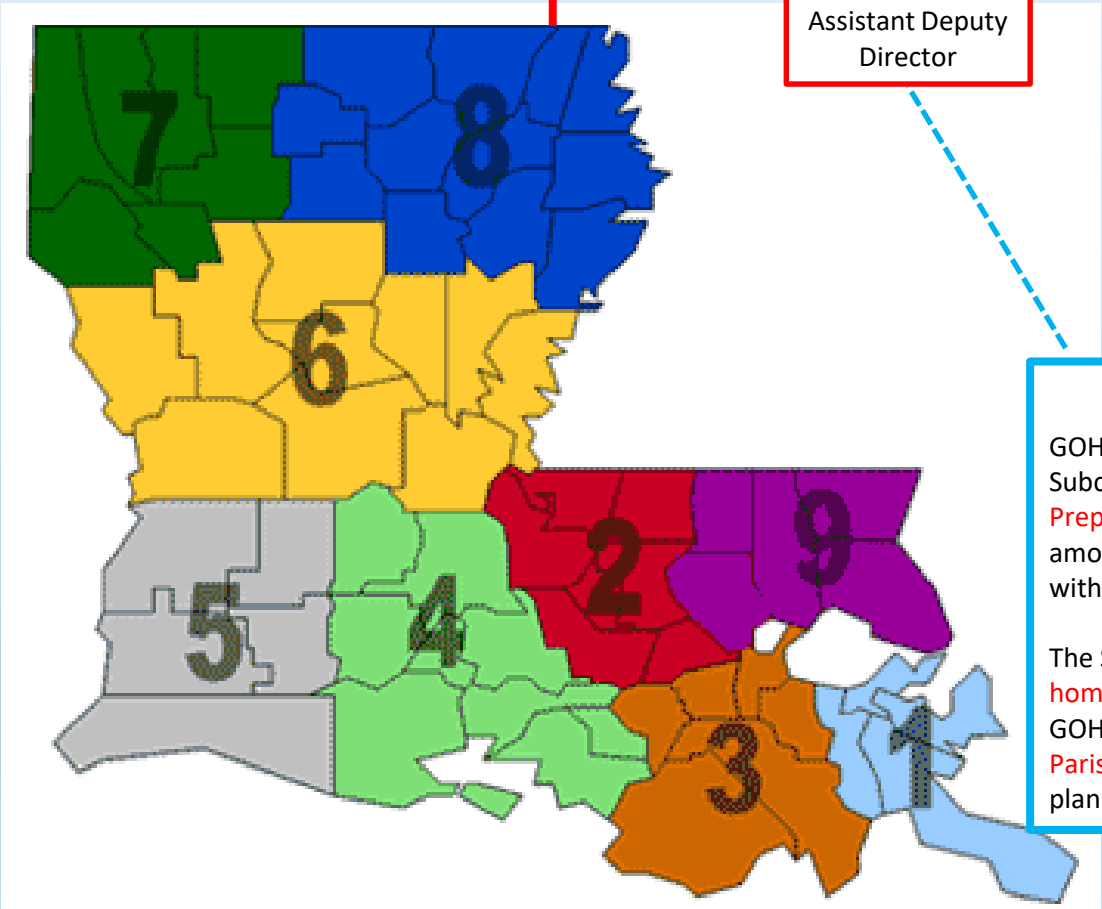 Assistant Deputy
Director
7
8
6
GOH
Subc
2
9
Prep
amo
with
5
4
The S
hom
3
1
GOH
Paris
plan